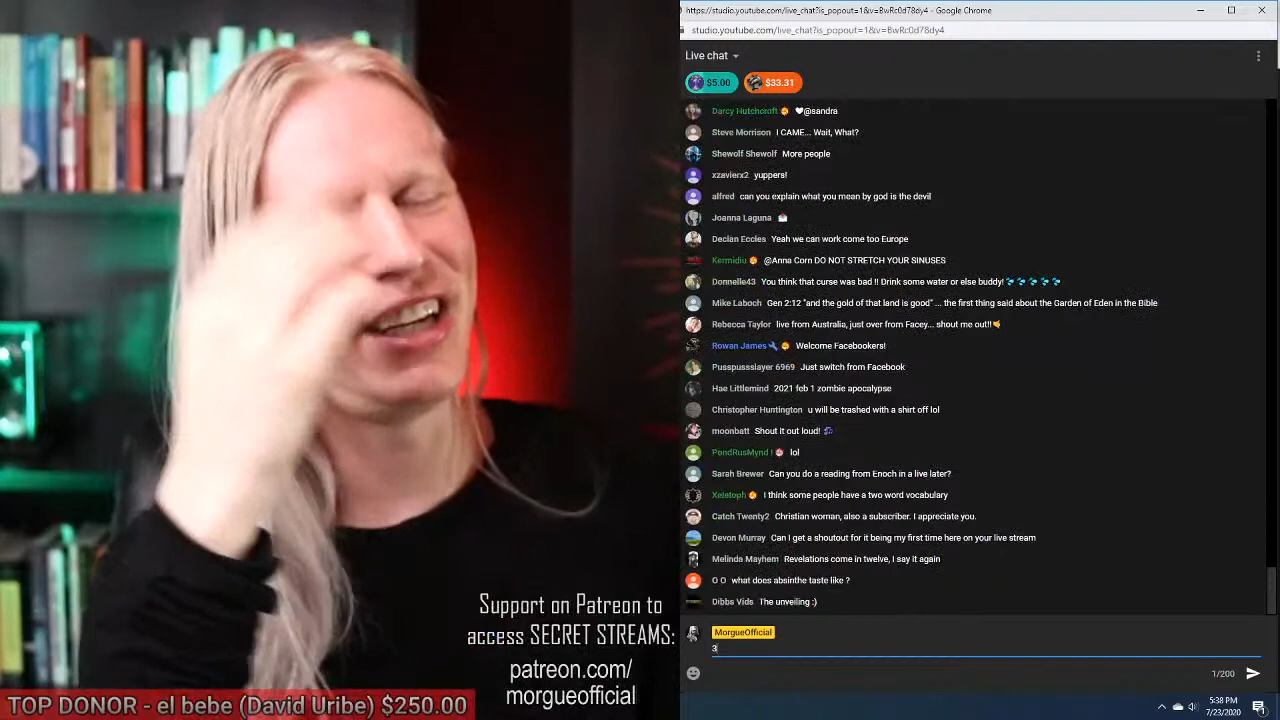 https://studio.youtube.com/live_chat?is_popout=1&v=BwRc0d78dy4 - Google Chrome
studio.youtube.com/live_chat?is_popout=1&v=BwRc0d78dy4
Live chat
$5.00 $33.31
Darcy Hutchcroft @sandra
Steve Morrison I CAME... Wait, What?
Shewolf Shewolf More people
xzavierx2 yuppers!
alfred can you explain what you mean by god is the devil
Joanna Laguna
Decian Eccies Yeah we can work come too Europe
Kermidiu @Anna Corn DO NOT STRETCH YOUR SINUSES
Donnelle43 You think that curse was bad !! Drink some water or else buddy!
Mike Laboch Gen 2:12 "and the gold of that land is good" ... the first thing said about the Garden of Eden in the Bible
Rebecca Taylor live from Australia, just over from Facey... shout me out!!
Rowan James Welcome Facebookers!
Pusspussslayer 6969 Just switch from Facebook
Hae Littlemind 2021 feb 1 zombie apocalypse
Christopher Huntington u will be trashed with a shirt off lol
moonbatt Shout it out loud!
PondRusMynd ! lol
Sarah Brewer Can you do a reading from Enoch in a live later?
Xeletoph I think some people have a two word vocabulary
Catch Twenty2 Christian woman, also a subscriber. I appreciate you.
Devon Murray Can I get a shoutout for it being my first time here on your live stream
Melinda Mayhem Revelations come in twelve, I say it again
O O what does absinthe taste like ?
Dibbs Vids The unveiling :)
MorgueOfficial
3
1/200
5:38 PM
7/23/2020
Support on Patreon to
access SECRET STREAMS:
patreon.com/
morgueofficial
TOP DONOR - el bebe (David Uribe) $250.00